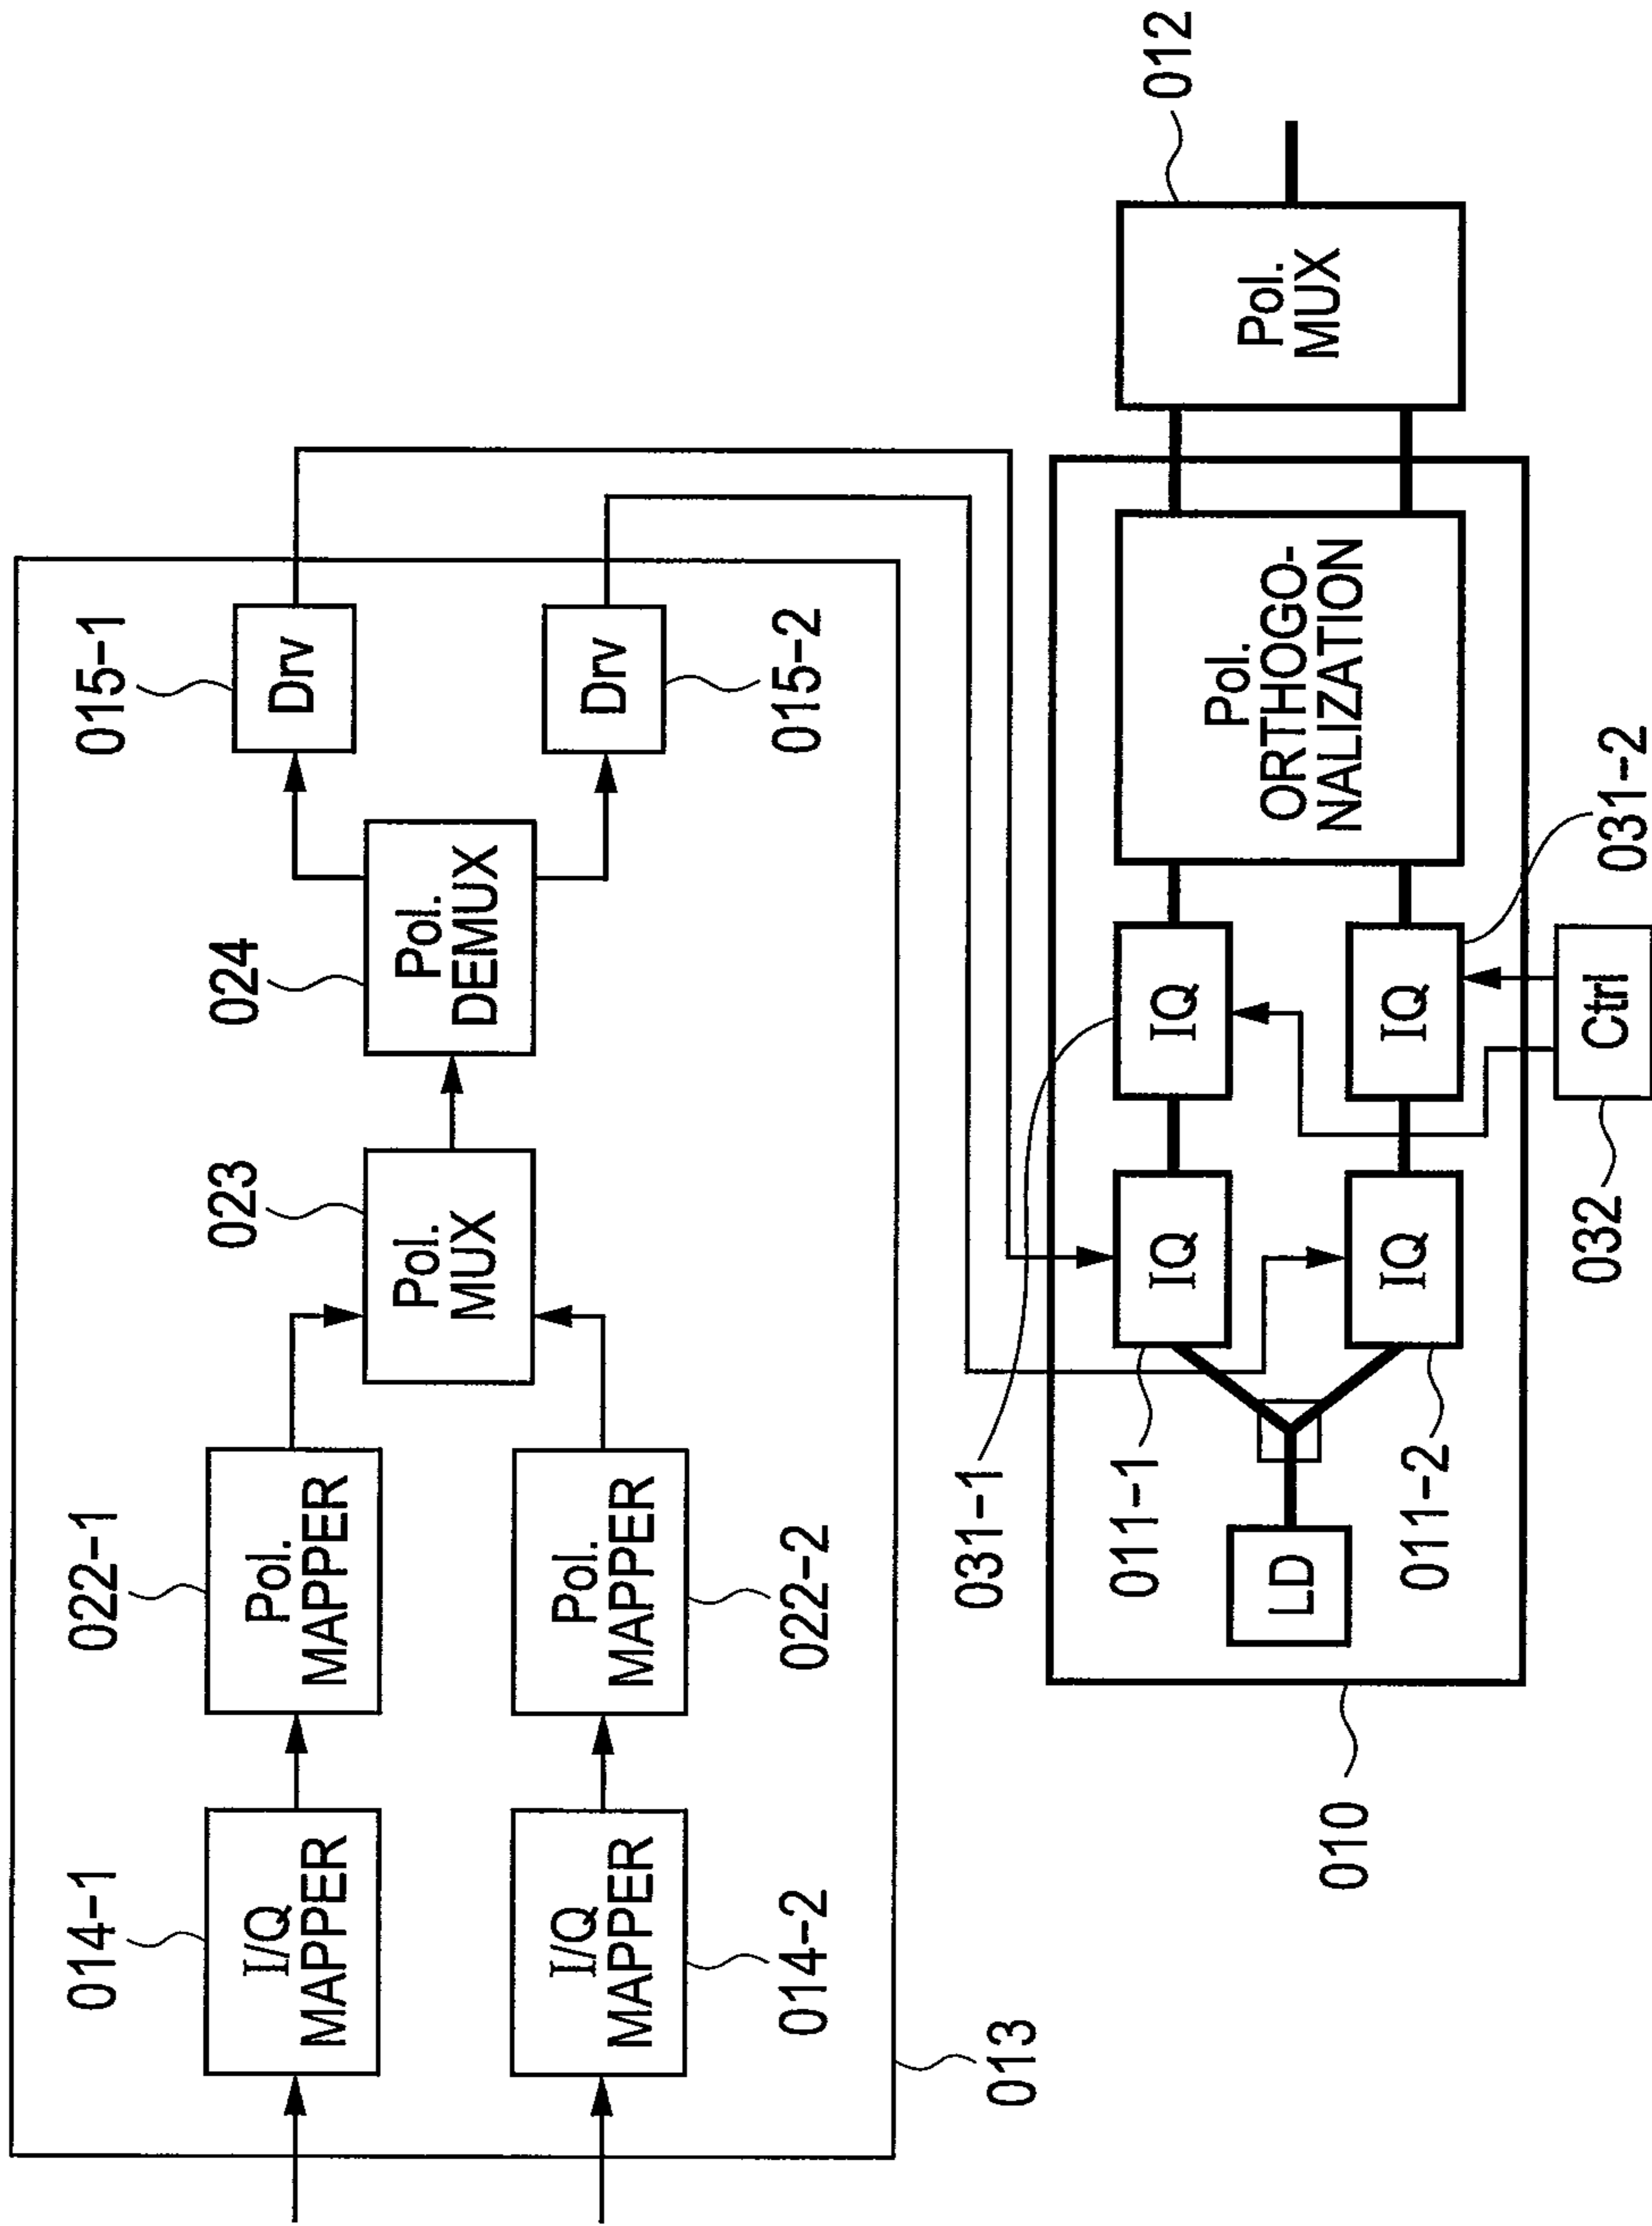 014-1
I/Q
MAPPER
022-1
Pol.
MAPPER
023
Pol.
MUX
024
Pol.
DEMUX
015-1
Drv
014-2
I/Q
MAPPER
022-2
Pol.
MAPPER
015-2
Drv
013
010
LD
011-1
IQ
011-2
IQ
031-1
IQ
031-2
IQ
032
Ctrl
Pol.
ORTHOGO-
NALIZATION
Pol.
MUX
012